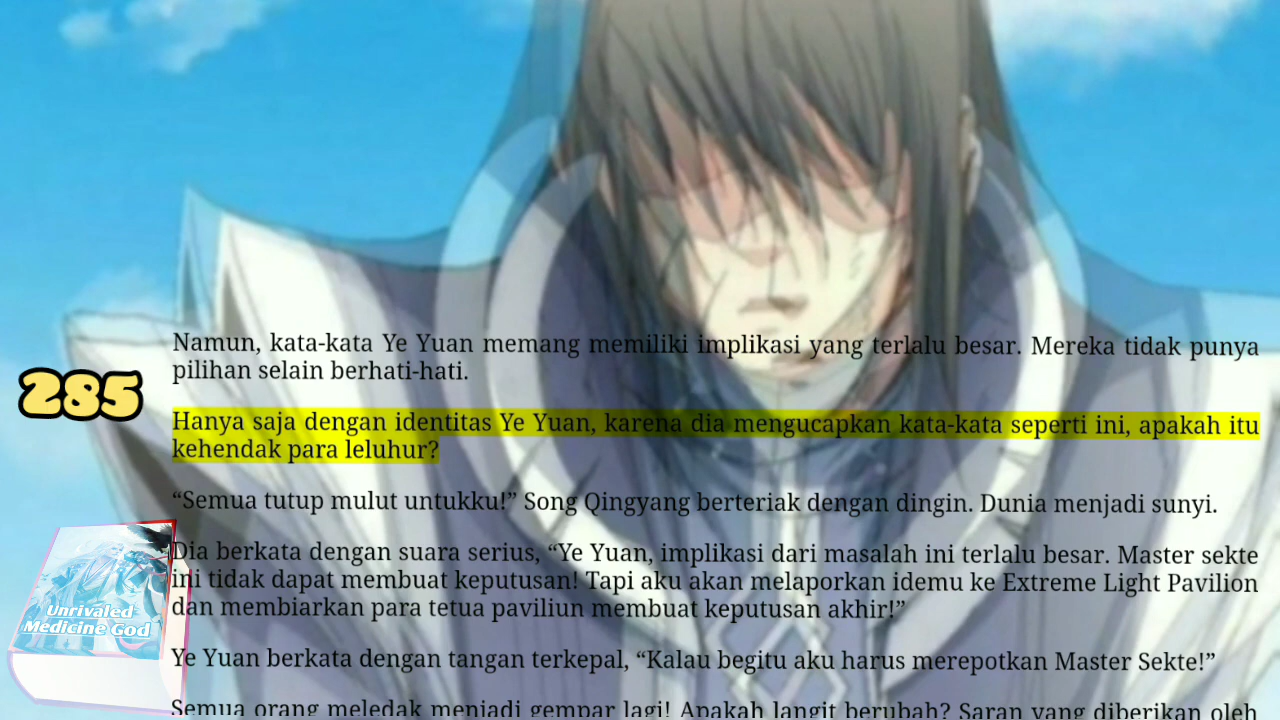 Namun, kata-kata Ye Yuan memang memiliki implikasi yang terlalu besar. Mereka tidak punya
pilihan selain berhati-hati.
285
Hanya saja dengan identitas Ye Yuan, karena dia mengucapkan kata-kata seperti ini, apakah itu
kehendak para leluhur?
“Semua tutup mulut untukku!” Song Qingyang berteriak dengan dingin. Dunia menjadi sunyi.
Dia berkata dengan suara serius, “Ye Yuan, implikasi dari masalah ini terlalu besar. Master sekte
ini tidak dapat membuat keputusan! Tapi aku akan melaporkan idemu ke Extreme Light Pavilion
dan membiarkan para tetua paviliun membuat keputusan akhir!”
Unrivaled
Medicine God
Ye Yuan berkata dengan tangan terkepal, “Kalau begitu aku harus merepotkan Master Sekte!”
Semua orang meledak menjadi gempar lagi! Apakah langit berubah? Saran yang diberikan oleh